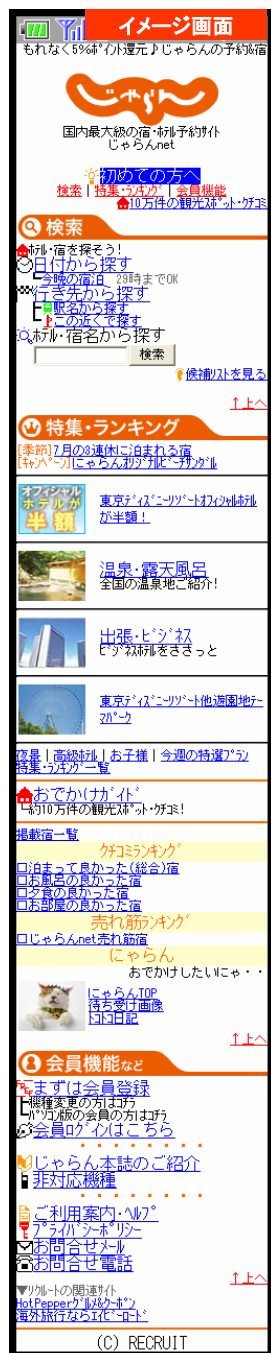 イメージ画面
もれなく5%ﾎﾟｲﾝﾄ還元♪じゃらんの予約&宿
じゃらん
国内最大級の宿･ﾎﾃﾙ予約ｻｲﾄ
じゃらんnet
初めての方へ
検索|特集･ﾗﾝｷﾝｸﾞ|会員機能
10万件の観光ｽﾎﾟｯﾄ･ｸﾁｺﾐ
検索
ﾎﾃﾙ･宿を探そう!
日付から探す
今晩の宿泊 29時までOK
行き先から探す
駅名から探す
この近くで探す
ﾎﾃﾙ･宿名から探す
検索
候補ﾘｽﾄを見る
↑上へ
特集・ランキング
[季節]7月の3連休に泊まれる宿
[ｷｬﾝﾍﾟｰﾝ]にゃらんｵﾘｼﾞﾅﾙﾋﾞｰﾁｻﾝﾀﾞﾙ
オフィシャル
ホテルが
半額
東京ﾃﾞｨｽﾞﾆｰﾘｿﾞｰﾄｵﾌｨｼｬﾙﾎﾃﾙ
が半額！
温泉･露天風呂
全国の温泉地ご紹介!
出張･ﾋﾞｼﾞﾈｽ
ﾋﾞｼﾞﾈｽﾎﾃﾙをささっと
東京ﾃﾞｨｽﾞﾆｰﾘｿﾞｰﾄ他遊園地ﾃｰ
ﾏﾊﾟｰｸ
夜景|高級ﾎﾃﾙ|お子様|今週の特選ﾌﾟﾗﾝ
特集･ﾗﾝｷﾝｸﾞ一覧
おでかけｶﾞｲﾄﾞ
約10万件の観光ｽﾎﾟｯﾄ･ｸﾁｺﾐ!
掲載宿一覧
ｸﾁｺﾐﾗﾝｷﾝｸﾞ
□泊まって良かった(総合)宿
□お風呂の良かった宿
□夕食の良かった宿
□お部屋の良かった宿
売れ筋ﾗﾝｷﾝｸﾞ
□じゃらんnet売れ筋宿
にゃらん
おでかけしたいにゃ・・
にゃらんTOP
待ち受け画像
ﾄｺﾄｺ日記
↑上へ
会員機能など
まずは会員登録
機種変更の方はｺﾁﾗ
ﾊﾟｿｺﾝ版の会員の方はｺﾁﾗ
会員ﾛｸﾞｲﾝはこちら
じゃらん本誌のご紹介
非対応機種
ご利用案内･ﾍﾙﾌﾟ
ﾌﾟﾗｲﾊﾞｼｰﾎﾟﾘｼｰ
お問合せﾒｰﾙ
お問合せ電話
↑上へ
▼ﾘｸﾙｰﾄの関連ｻｲﾄ
HotPepperｸﾞﾙﾒ&ｸｰﾎﾟﾝ
海外旅行ならｴｲﾋﾞｰﾛｰﾄﾞ
(C) RECRUIT